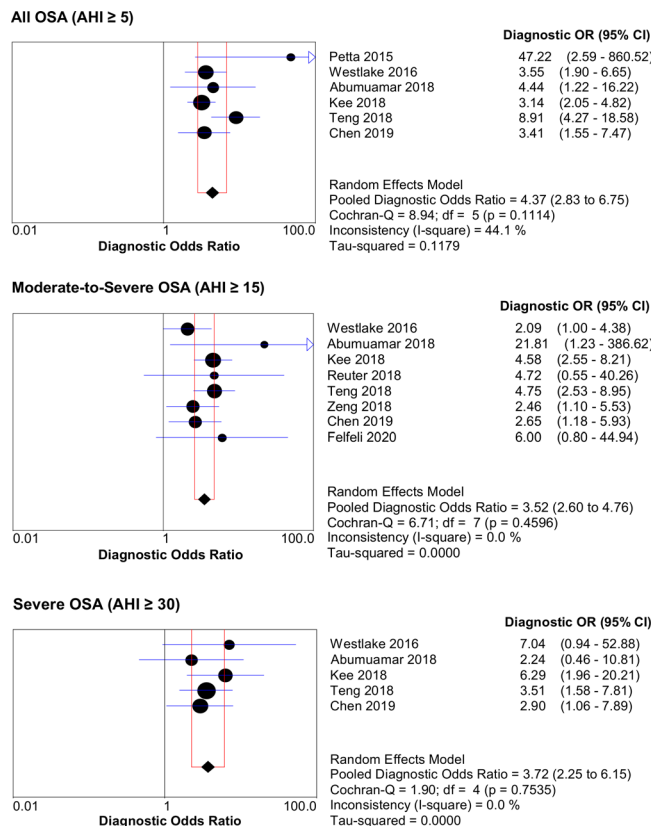 All OSA (AHI ≥ 5)
Diagnostic OR (95% CI)
Petta 2015 47.22 (2.59 - 860.52)
Westlake 2016 3.55 (1.90 - 6.65)
Abumuamar 2018 4.44 (1.22 - 16.22)
Kee 2018 3.14 (2.05 - 4.82)
Teng 2018 8.91 (4.27 - 18.58)
Chen 2019 3.41 (1.55 - 7.47)
Random Effects Model
Pooled Diagnostic Odds Ratio = 4.37 (2.83 to 6.75)
Cochran-Q = 8.94; df = 5 (p = 0.1114)
Inconsistency (I-square) = 44.1 %
Tau-squared = 0.1179
0.01 1 100.0
Diagnostic Odds Ratio
Moderate-to-Severe OSA (AHI ≥ 15)
Diagnostic OR (95% CI)
Westlake 2016 2.09 (1.00 - 4.38)
Abumuamar 2018 21.81 (1.23 - 386.62)
Kee 2018 4.58 (2.55 - 8.21)
Reuter 2018 4.72 (0.55 - 40.26)
Teng 2018 4.75 (2.53 - 8.95)
Zeng 2018 2.46 (1.10 - 5.53)
Chen 2019 2.65 (1.18 - 5.93)
Felfeli 2020 6.00 (0.80 - 44.94)
Random Effects Model
Pooled Diagnostic Odds Ratio = 3.52 (2.60 to 4.76)
Cochran-Q = 6.71; df = 7 (p = 0.4596)
Inconsistency (I-square) = 0.0 %
Tau-squared = 0.0000
0.01 1 100.0
Diagnostic Odds Ratio
Severe OSA (AHI ≥ 30)
Diagnostic OR (95% CI)
Westlake 2016 7.04 (0.94 - 52.88)
Abumuamar 2018 2.24 (0.46 - 10.81)
Kee 2018 6.29 (1.96 - 20.21)
Teng 2018 3.51 (1.58 - 7.81)
Chen 2019 2.90 (1.06 - 7.89)
Random Effects Model
Pooled Diagnostic Odds Ratio = 3.72 (2.25 to 6.15)
Cochran-Q = 1.90; df = 4 (p = 0.7535)
Inconsistency (I-square) = 0.0 %
Tau-squared = 0.0000
0.01 1 100.0
Diagnostic Odds Ratio